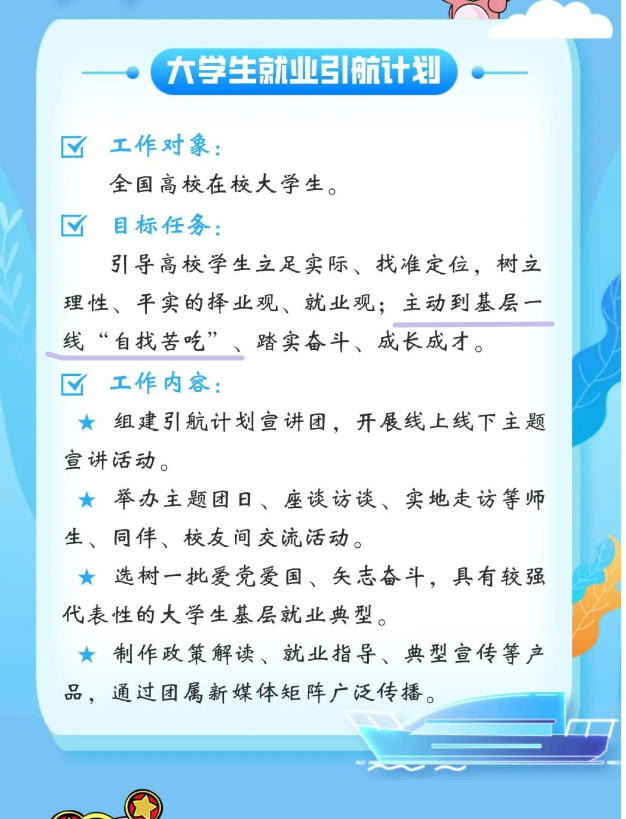 大学生就业引航计划
工作对象：
全国高校在校大学生。
目标任务：
引导高校学生立足实际、找准定位，树立
理性、平实的择业观、就业观；主动到基层一
线“自找苦吃”、踏实奋斗、成长成才。
工作内容：
★ 组建引航计划宣讲团，开展线上线下主题
宣讲活动。
★ 举办主题团日、座谈访谈、实地走访等师
生、同伴、校友间交流活动。
★ 选树一批爱党爱国、矢志奋斗，具有较强
代表性的大学生基层就业典型。
★ 制作政策解读、就业指导、典型宣传等产
品，通过团属新媒体矩阵广泛传播。